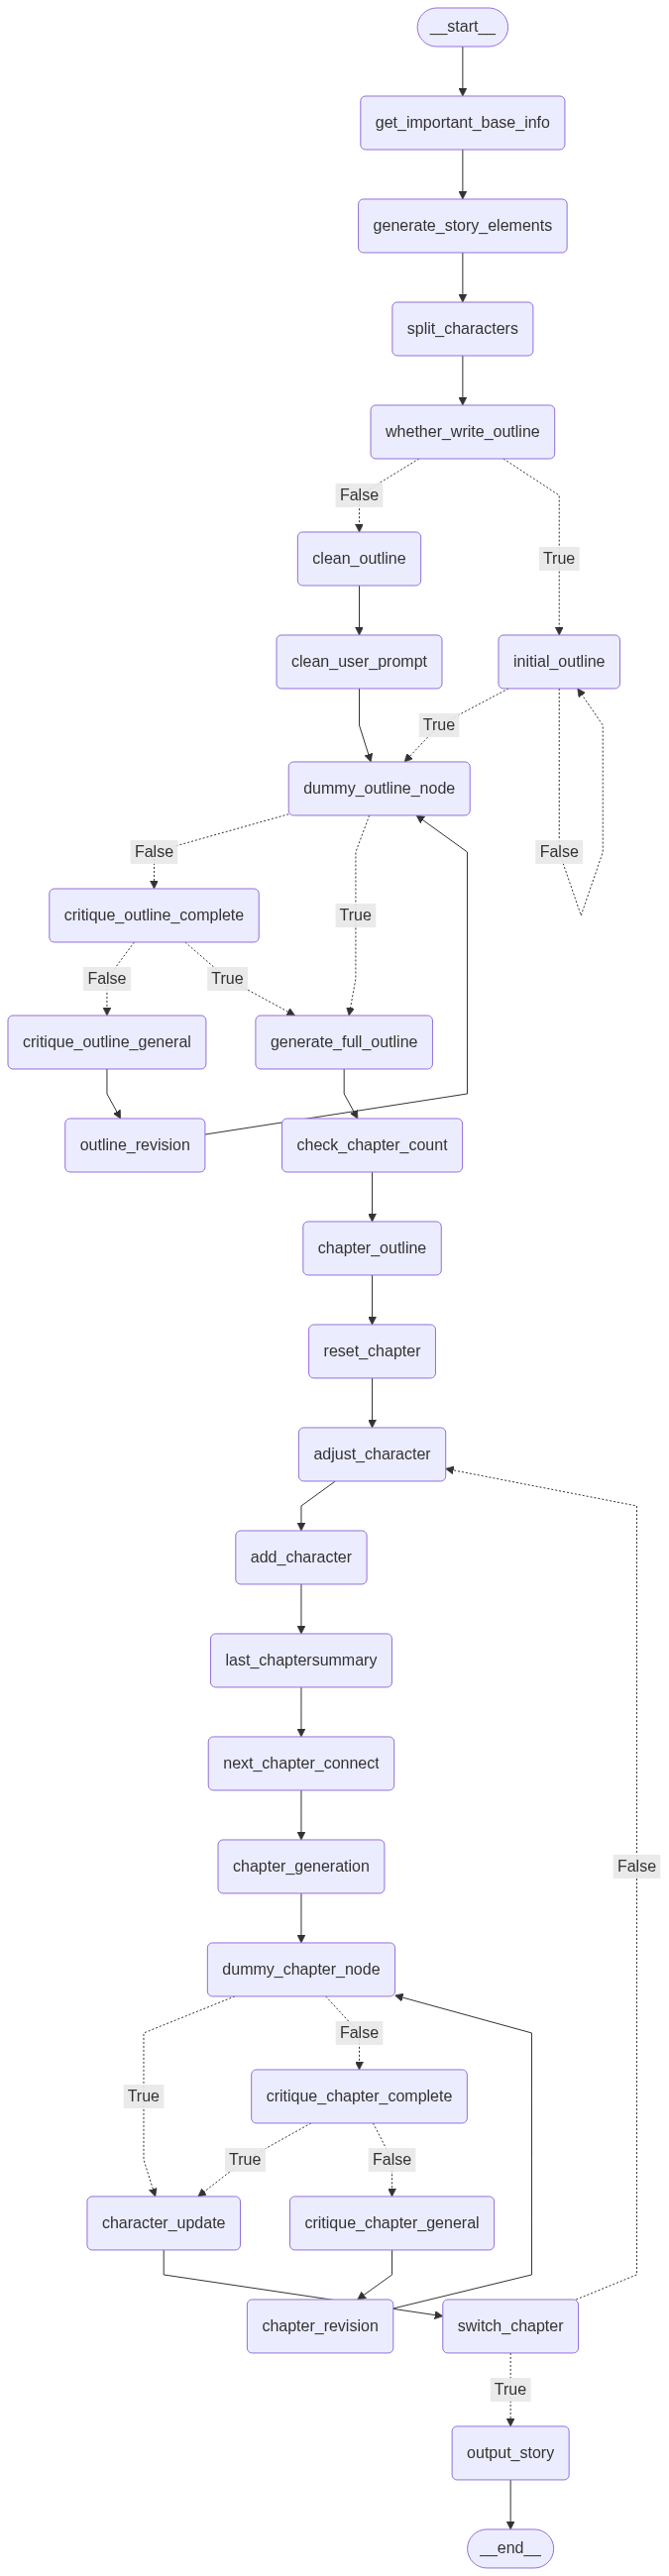 __start__
get_important_base_info
generate_story_elements
split_characters
whether_write_outline
False
clean_outline
True
clean_user_prompt
initial_outline
True
dummy_outline_node
False
False
critique_outline_complete
True
False
True
critique_outline_general
generate_full_outline
outline_revision
check_chapter_count
chapter_outline
reset_chapter
adjust_character
add_character
last_chaptersummary
next_chapter_connect
chapter_generation
False
dummy_chapter_node
False
True
critique_chapter_complete
True
False
character_update
critique_chapter_general
chapter_revision
switch_chapter
True
output_story
__end__